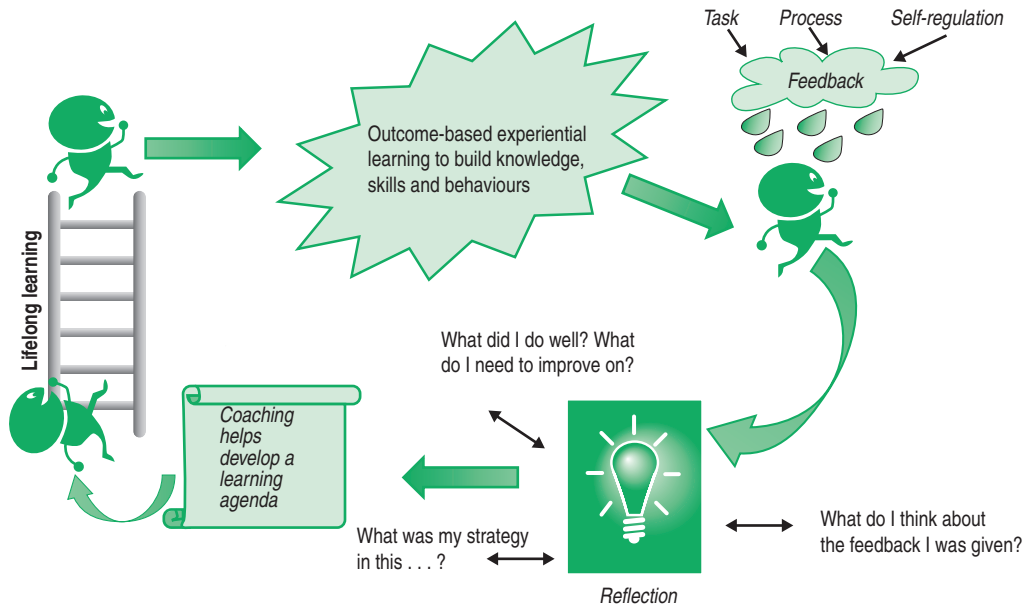 Task
Process
Self-regulation
Feedback
Outcome-based experiential
learning to build knowledge,
skills and behaviours
Lifelong learning
What did I do well? What
do I need to improve on?
Coaching
helps
develop a
learning
agenda
What was my strategy
in this . . . ?
What do I think about
the feedback I was given?
Reflection